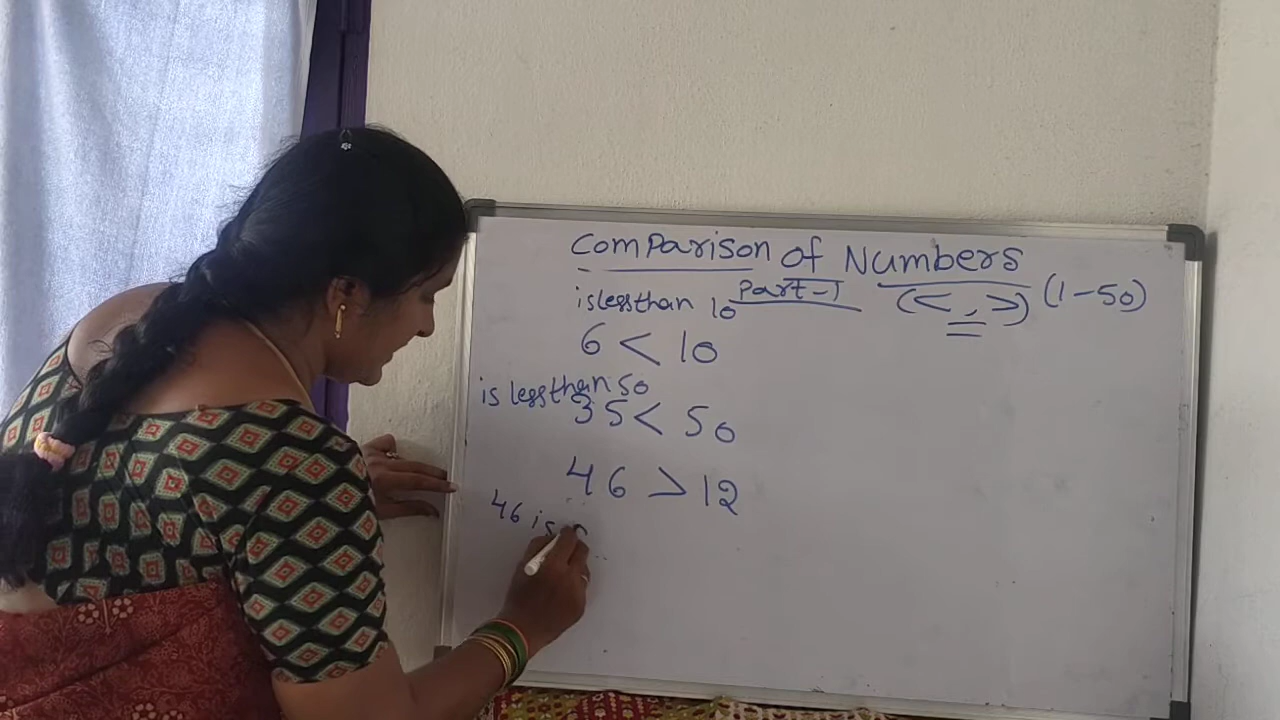 Comparison of Numbers
Part-1 (<, >) (1-50)
is less than 10
6 < 10
is less than 50
35 < 50
46 > 12
46 is